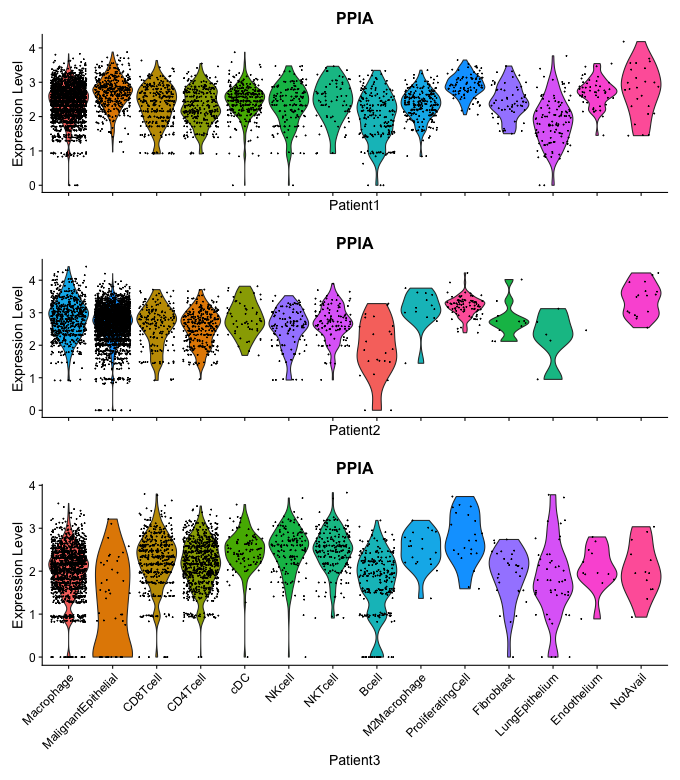 PPIA
Expression Level
4
3
2
1
0
Patient1
PPIA
Expression Level
4
3
2
1
0
Patient2
PPIA
Expression Level
4
3
2
1
0
Macrophage
MalignantEpithelial
CD8Tcell
CD4Tcell
cDC
NKcell
NKTcell
Bcell
M2Macrophage
ProliferatingCell
Fibroblast
LungEpithelium
Endothelium
NotAvail
Patient3